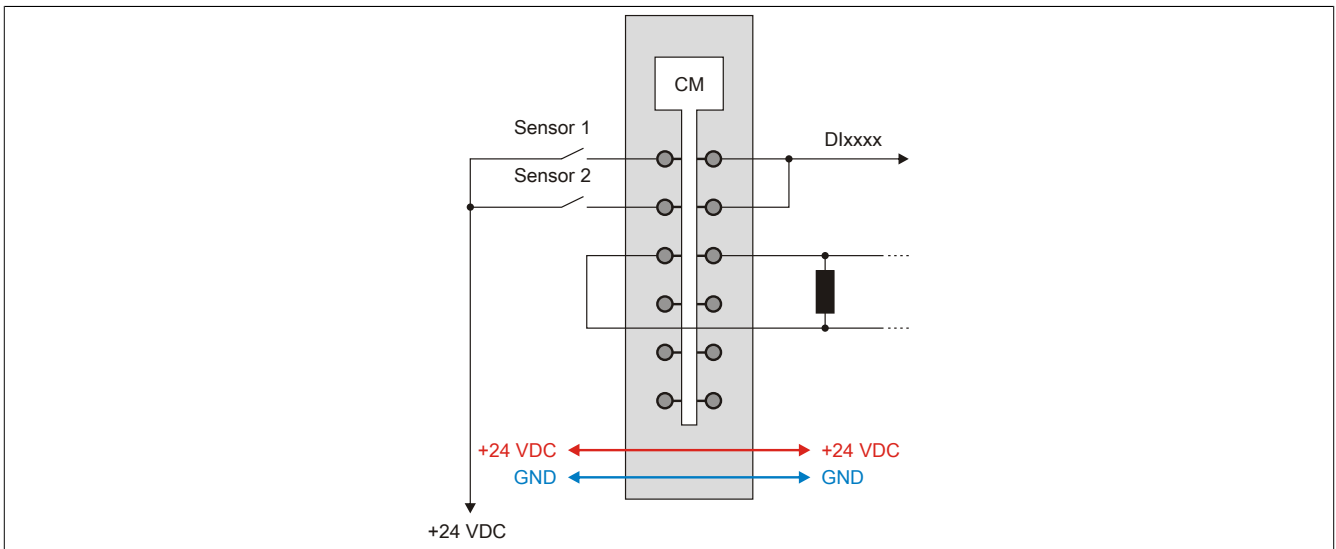 CM
Sensor 1
DIxxxx
Sensor 2
+24 VDC
+24 VDC
GND
GND
+24 VDC